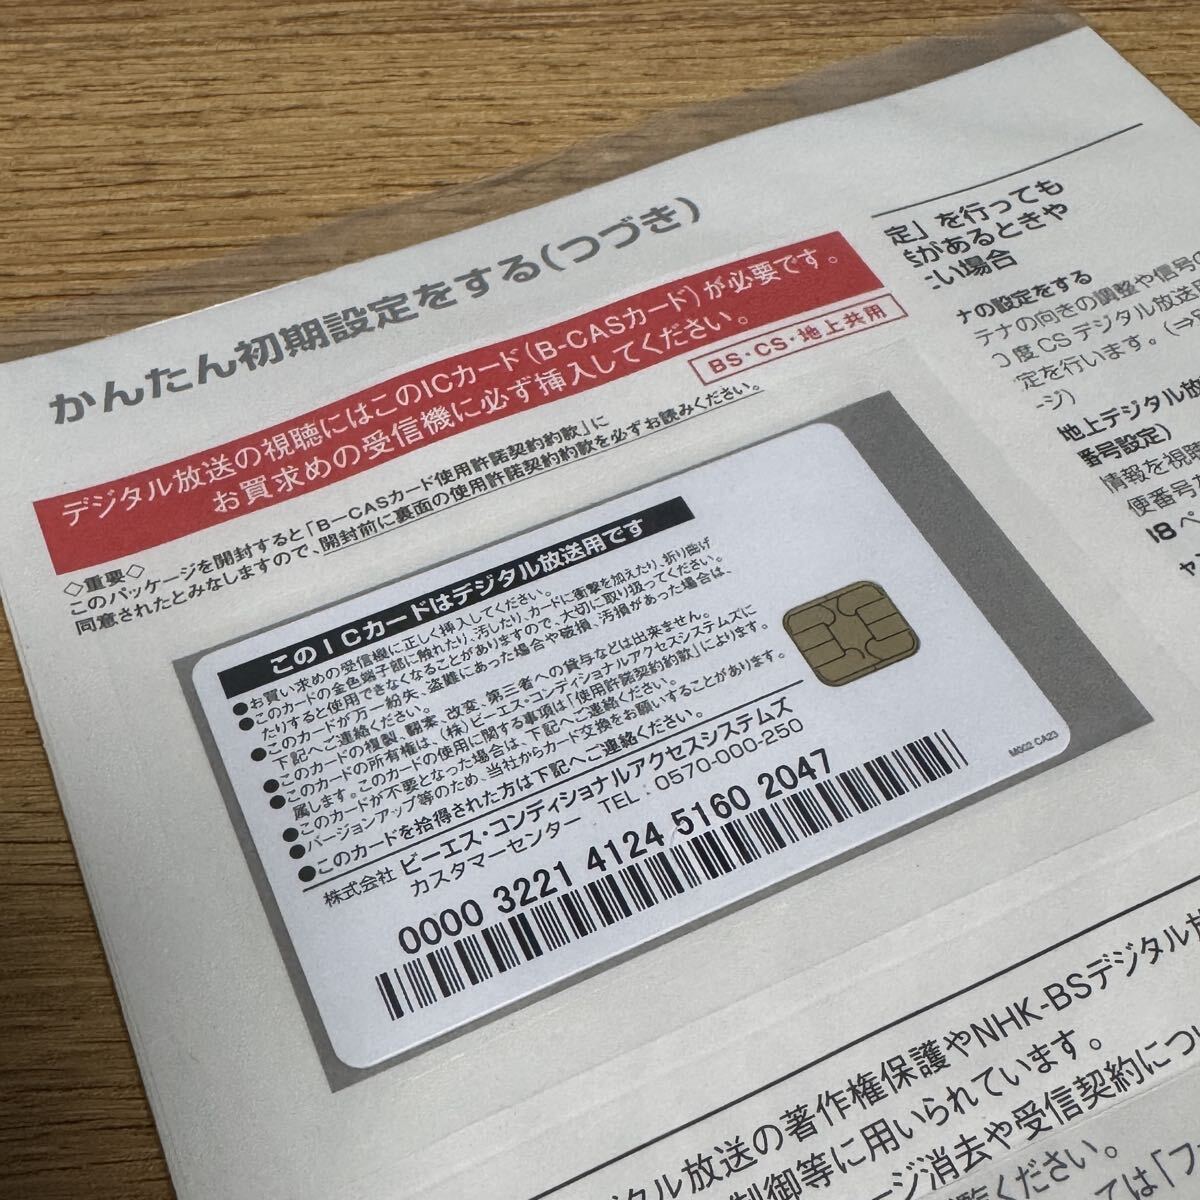 かんたん初期設定をする(つづき)
デジタル放送の視聴にはこのICカード(B-CASカード)が必要です。
お買求めの受信機に必ず挿入してください。
BS・CS・地上共用
◇重要◇
このパッケージを開封すると「B-CASカード使用許諾契約約款」に
同意されたとみなしますので、開封前に裏面の使用許諾契約約款を必ずお読みください。
このICカードはデジタル放送用です
●お買い求めの受信機に正しく挿入してください。
●このカードの金色端子部に触れたり、汚したり、カードに衝撃を加えたり、折り曲げ
たりすると使用できなくなることがありますので、大切に取り扱ってください。
●このカードが万一紛失、盗難にあった場合や破損、汚損があった場合は、
下記へご連絡ください。
●このカードの複製、翻案、改変、第三者への貸与などは出来ません。
●このカードの所有権は、(株)ビーエス・コンディショナルアクセスシステムズに
属します。このカードの使用に関する事項は「使用許諾契約約款」によります。
●このカードが不要となった場合は、下記へご連絡ください。
●バージョンアップ等のため、当社からカード交換をお願いすることがあります。
●このカードを拾得された方は下記へご連絡ください。
株式会社 ビーエス・コンディショナルアクセスシステムズ
カスタマーセンター TEL:0570-000-250
0000 3221 4124 5160 2047
M002 CA23
定」を行っても
があるときや
い場合
ナの設定をする
テナの向きの調整や信号の
0度CSデジタル放送
定を行います。(⇒
ージ)
地上デジタル放
番号設定)
情報を視聴
便番号
18ペ
タル放送の著作権保護やNHK-BSデジタル放
制御等に用いられています。
ージ消去や受信契約につ
ください。
ては「フ